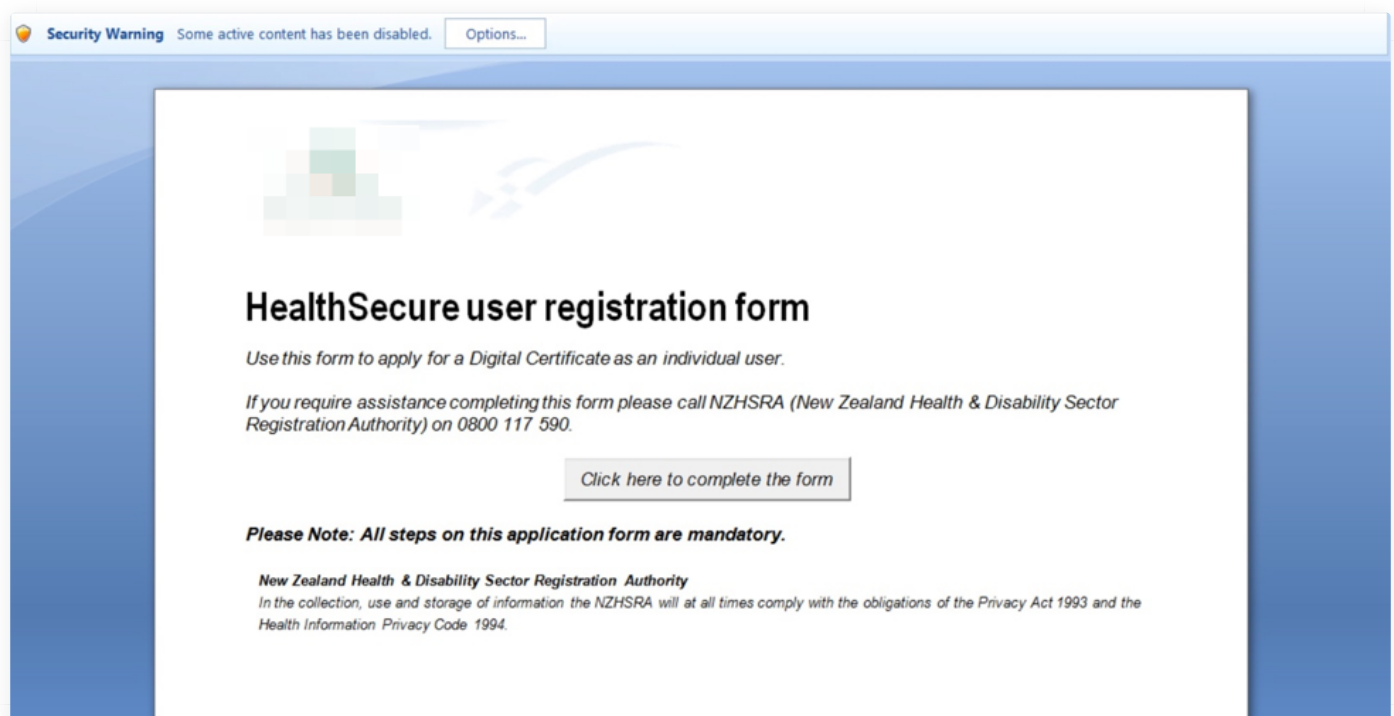 Security Warning Some active content has been disabled. Options...
HealthSecure user registration form
Use this form to apply for a Digital Certificate as an individual user.
If you require assistance completing this form please call NZHSRA (New Zealand Health & Disability Sector
Registration Authority) on 0800 117 590.
Click here to complete the form
Please Note: All steps on this application form are mandatory.
New Zealand Health & Disability Sector Registration Authority
In the collection, use and storage of information the NZHSRA will at all times comply with the obligations of the Privacy Act 1993 and the
Health Information Privacy Code 1994.